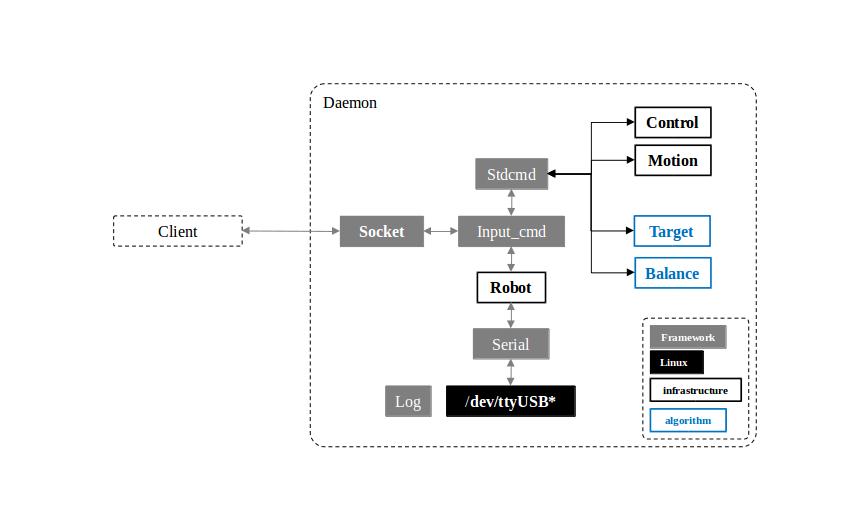 Daemon
Control
Motion
Stdcmd
Client
Socket
Input_cmd
Target
Balance
Robot
Serial
Log
/dev/ttyUSB*
Framework
Linux
infrastructure
algorithm